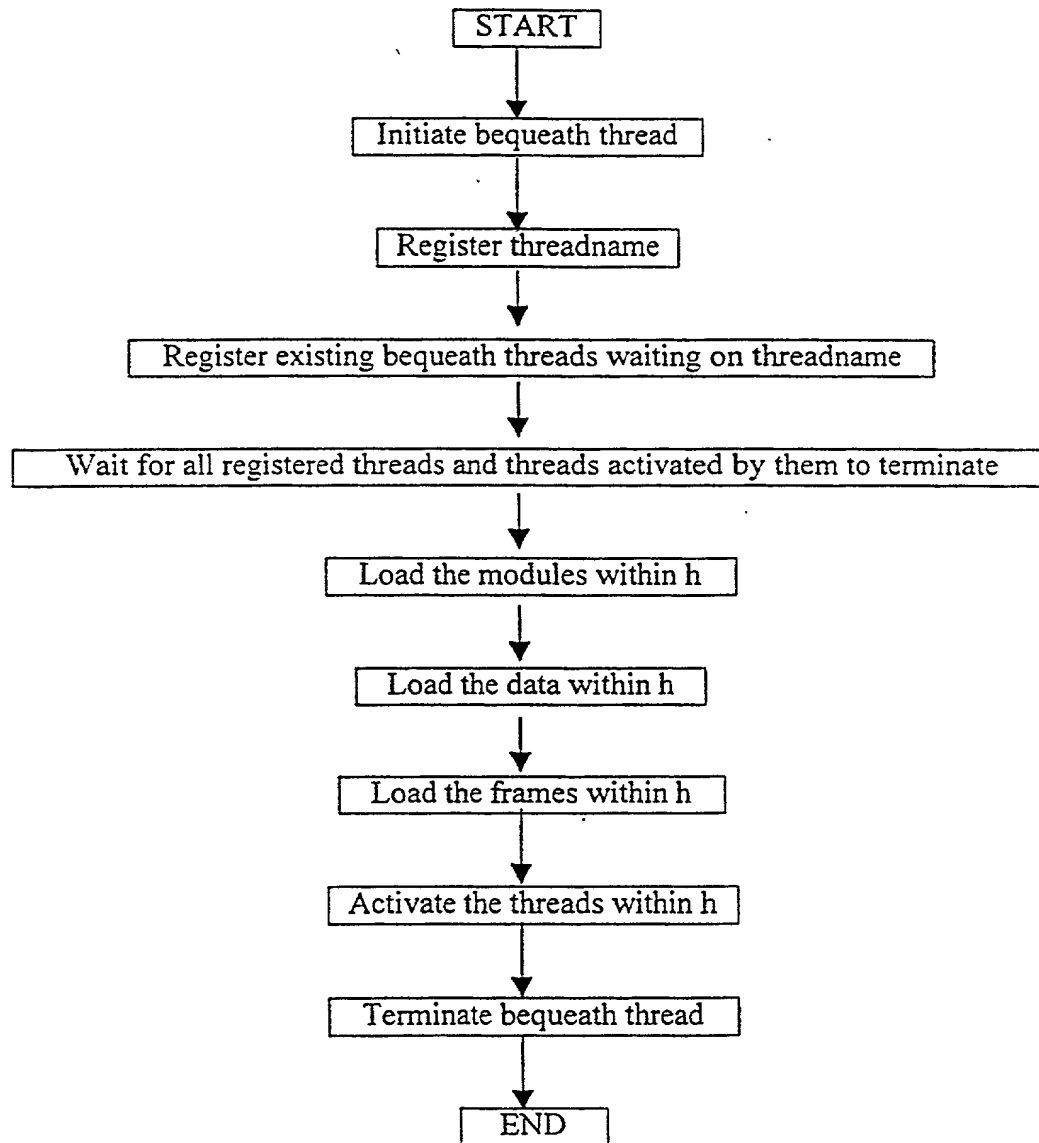 START
Initiate bequeath thread
Register threadname
Register existing bequeath threads waiting on threadname
Wait for all registered threads and threads activated by them to terminate
Load the modules within h
Load the data within h
Load the frames within h
Activate the threads within h
Terminate bequeath thread
END